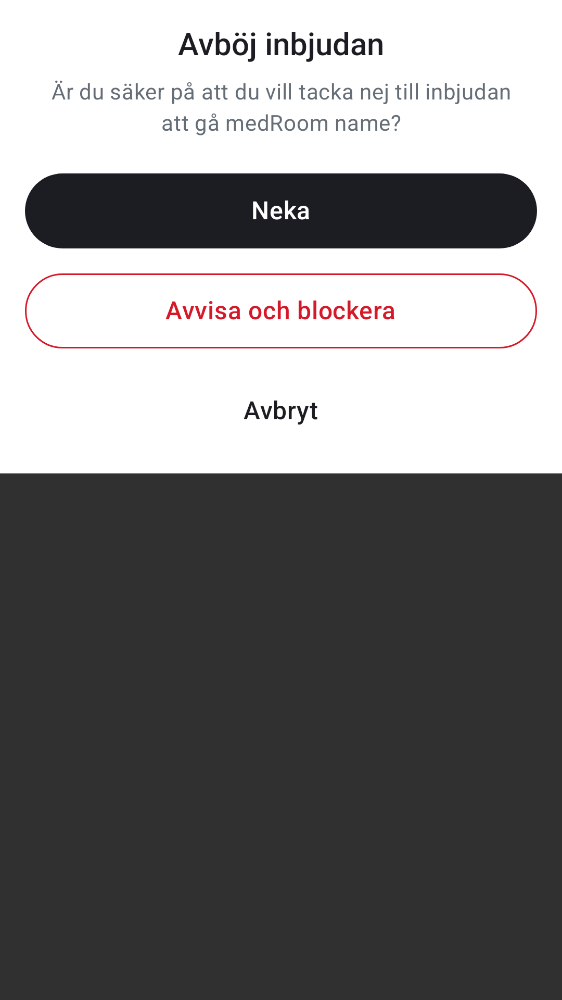 Avböj inbjudan
Är du säker på att du vill tacka nej till inbjudan
att gå medRoom name?
Neka
Avvisa och blockera
Avbryt